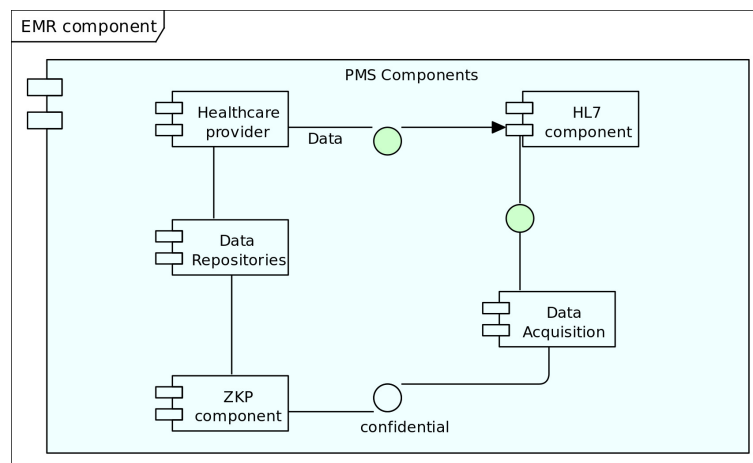 EMR component
PMS Components
Healthcare
provider
Data
HL7
component
Data
Repositories
Data
Acquisition
ZKP
component
confidential